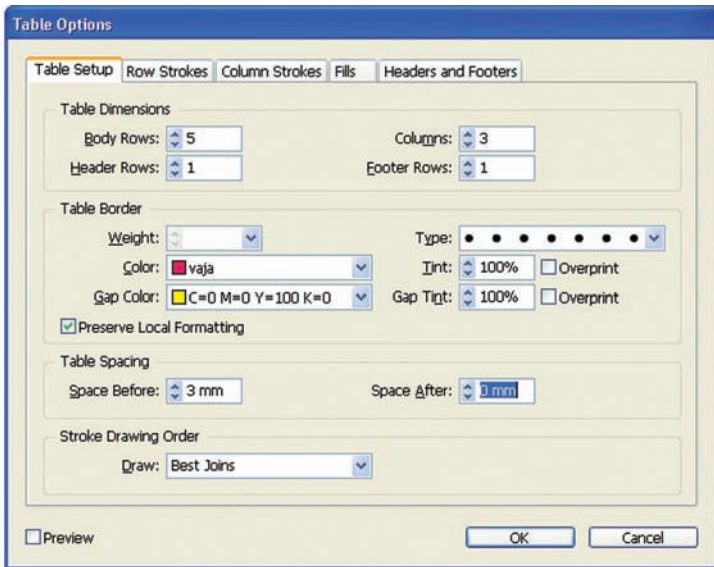 Table Options
Table Setup Row Strokes Column Strokes Fills Headers and Footers
Table Dimensions
Body Rows: 5 Columns: 3
Header Rows: 1 Footer Rows: 1
Table Border
Weight: Type:
Color: vaja Tint: 100% Overprint
Gap Color: C=0 M=0 Y=100 K=0 Gap Tint: 100% Overprint
Preserve Local Formatting
Table Spacing
Space Before: 3 mm Space After: 0 mm
Stroke Drawing Order
Draw: Best Joins
Preview OK Cancel